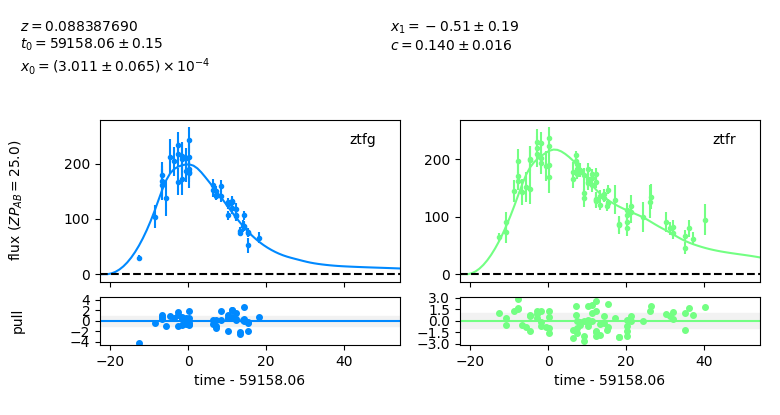 z = 0.088387690
t₀ = 59158.06 ± 0.15
x₀ = (3.011 ± 0.065) × 10⁻⁴
x₁ = −0.51 ± 0.19
c = 0.140 ± 0.016
flux (ZP_AB = 25.0)
ztfg
200
100
0
ztfr
200
100
0
pull
4
2
0
−2
−4
−20
0
20
40
time - 59158.06
3.0
1.5
0.0
−1.5
−3.0
−20
0
20
40
time - 59158.06